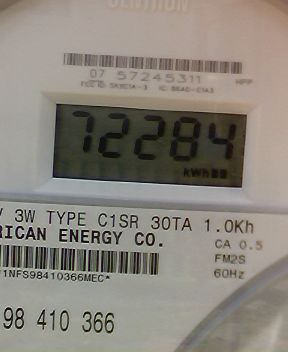 CENTRON
07 57245311
72284
kWh
V 3W TYPE C1SR 30TA 1.0Kh
RICAN ENERGY CO.
CA 0.5
FM2S
60Hz
1NFS98410366MEC*
98 410 366